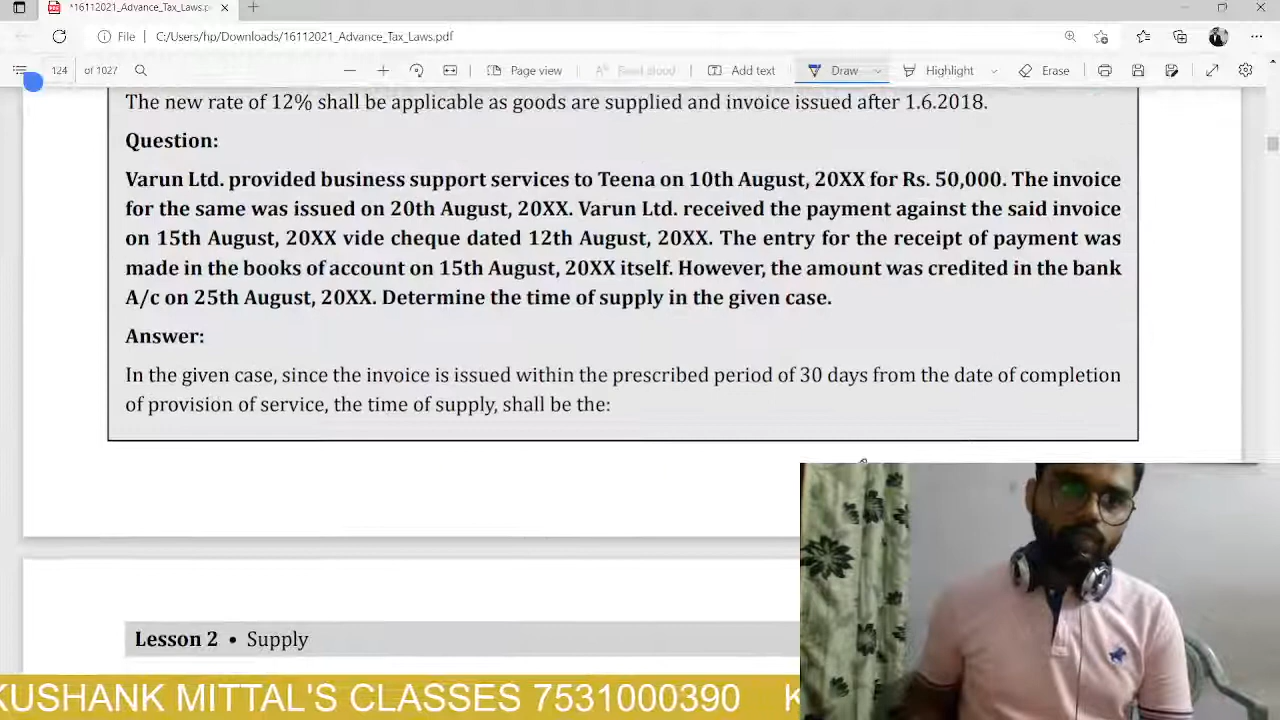 *16112021_Advance_Tax_Laws.p
File C:/Users/hp/Downloads/16112021_Advance_Tax_Laws.pdf
124 of 1027 Page view Read aloud Add text Draw Highlight Erase
The new rate of 12% shall be applicable as goods are supplied and invoice issued after 1.6.2018.
Question:
Varun Ltd. provided business support services to Teena on 10th August, 20XX for Rs. 50,000. The invoice
for the same was issued on 20th August, 20XX. Varun Ltd. received the payment against the said invoice
on 15th August, 20XX vide cheque dated 12th August, 20XX. The entry for the receipt of payment was
made in the books of account on 15th August, 20XX itself. However, the amount was credited in the bank
A/c on 25th August, 20XX. Determine the time of supply in the given case.
Answer:
In the given case, since the invoice is issued within the prescribed period of 30 days from the date of completion
of provision of service, the time of supply, shall be the:
Lesson 2 • Supply
KUSHANK MITTAL'S CLASSES 7531000390 K